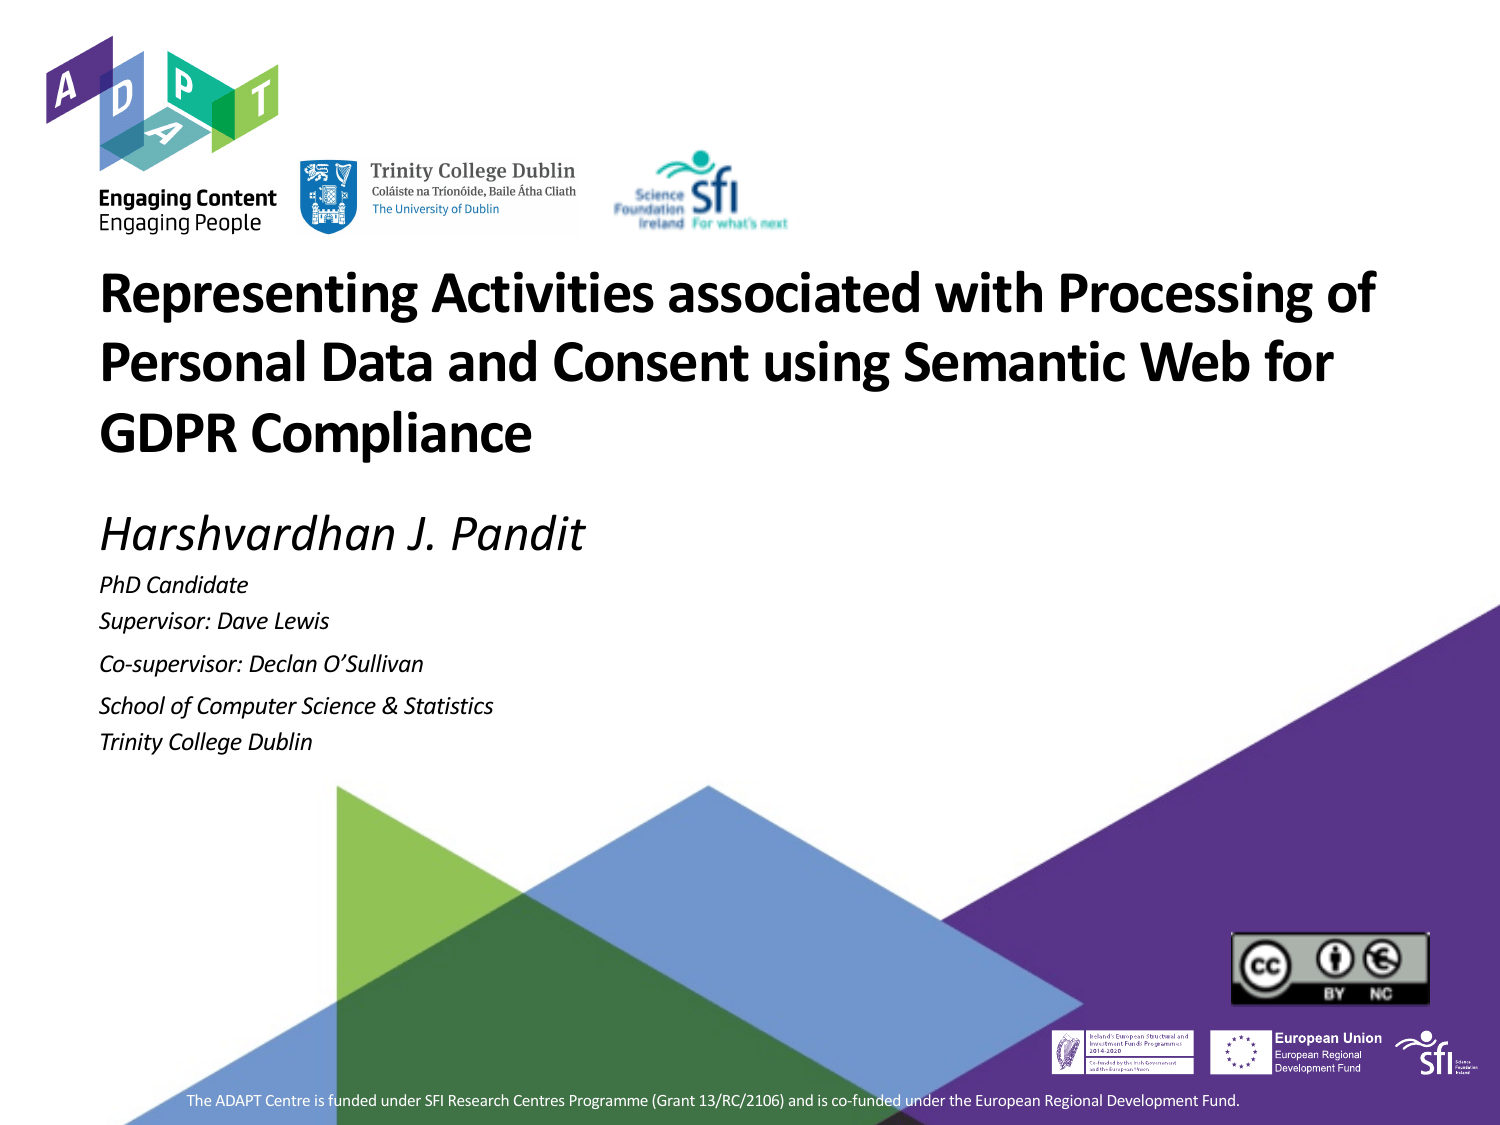 ADAPT
Engaging Content
Engaging People
Trinity College Dublin
Coláiste na Tríonóide, Baile Átha Cliath
The University of Dublin
Science
Foundation
Ireland
sfi
For what's next
Representing Activities associated with Processing of
Personal Data and Consent using Semantic Web for
GDPR Compliance
Harshvardhan J. Pandit
PhD Candidate
Supervisor: Dave Lewis
Co-supervisor: Declan O’Sullivan
School of Computer Science & Statistics
Trinity College Dublin
cc
BY NC
Ireland's European Structural and
Investment Funds Programmes
2014-2020
Co-funded by the Irish Government
and the European Union
European Union
European Regional
Development Fund
sfi
Science
Foundation
Ireland
The ADAPT Centre is funded under SFI Research Centres Programme (Grant 13/RC/2106) and is co-funded under the European Regional Development Fund.